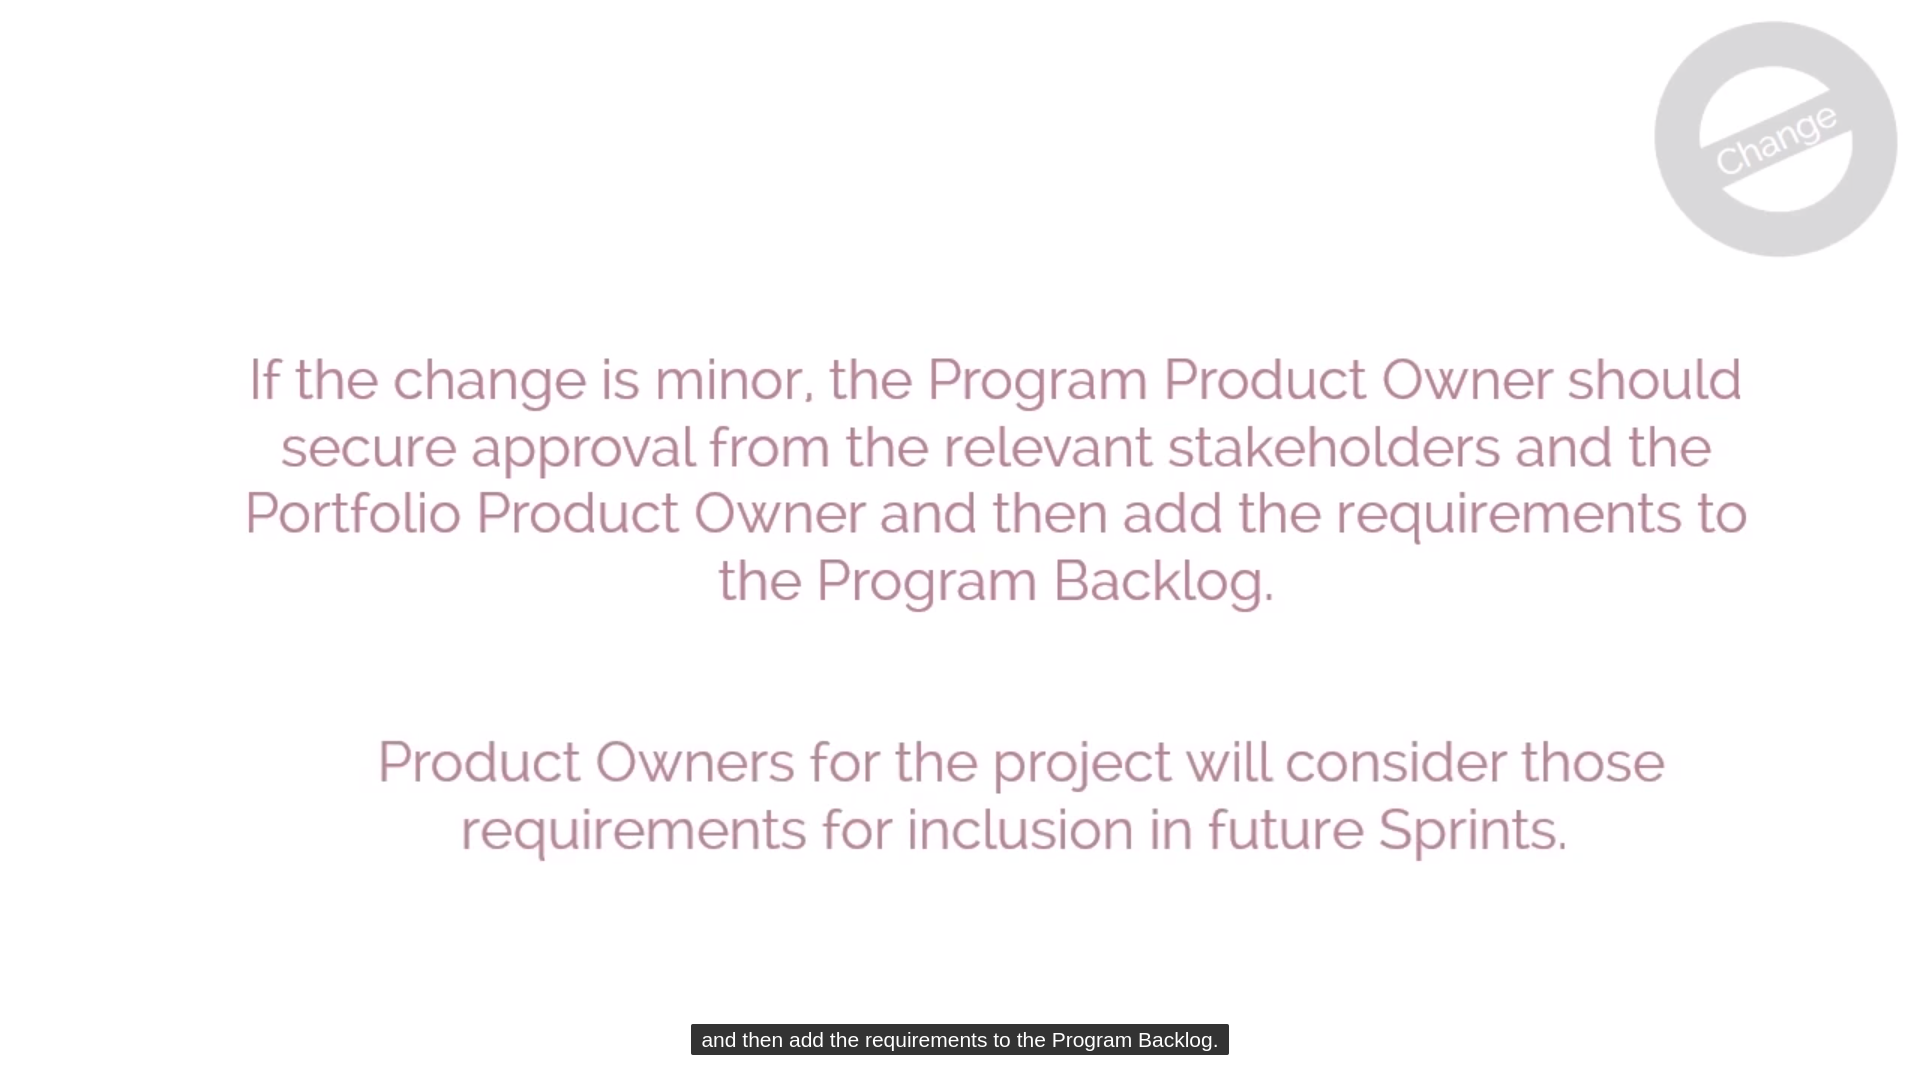 Change
If the change is minor, the Program Product Owner should
secure approval from the relevant stakeholders and the
Portfolio Product Owner and then add the requirements to
the Program Backlog.
Product Owners for the project will consider those
requirements for inclusion in future Sprints.
and then add the requirements to the Program Backlog.